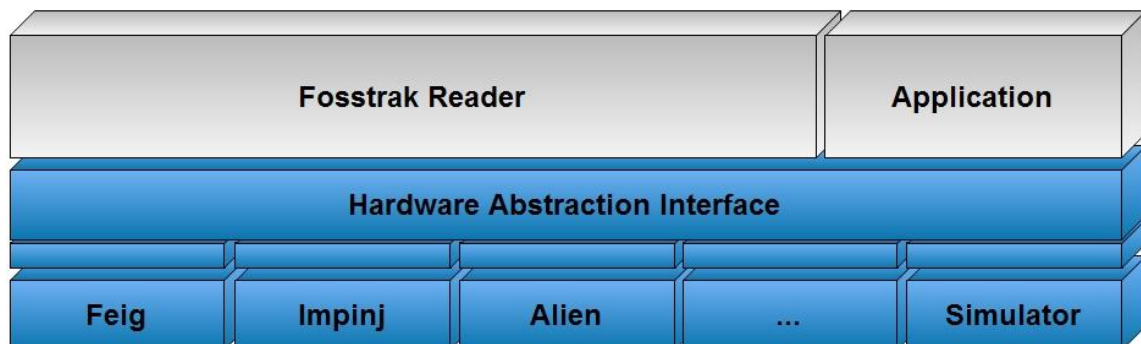 Fosstrak Reader
Application
Hardware Abstraction Interface
Feig
Impinj
Alien
...
Simulator